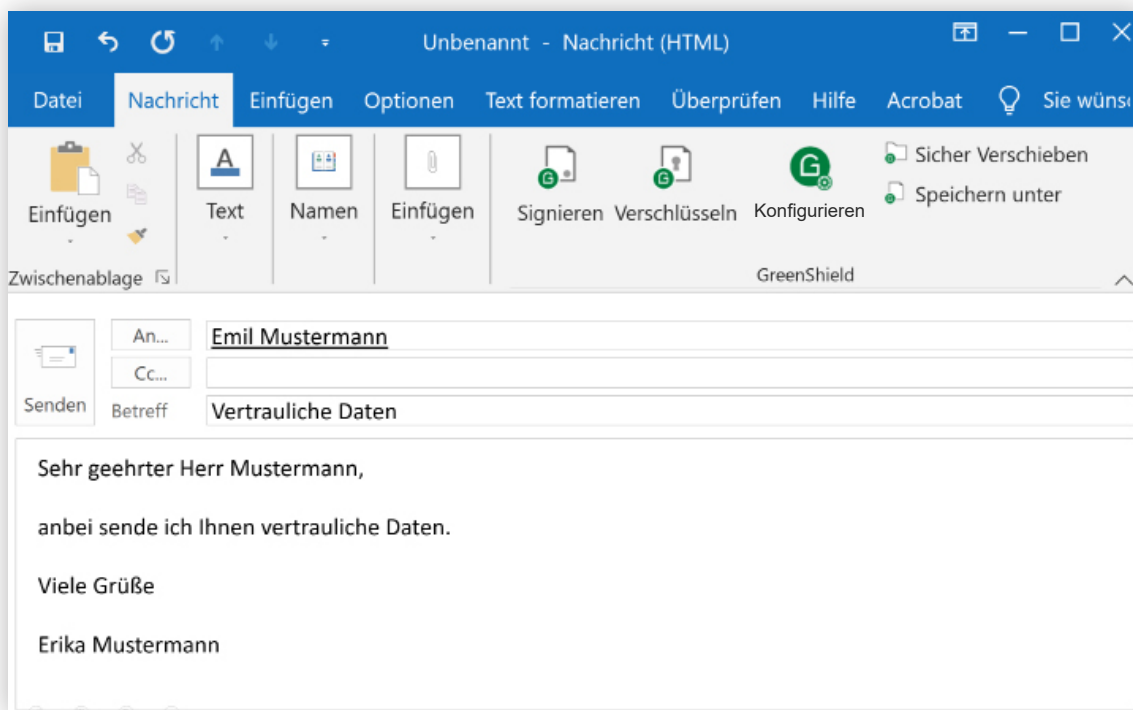 Unbenannt - Nachricht (HTML)
Datei Nachricht Einfügen Optionen Text formatieren Überprüfen Hilfe Acrobat Sie wüns
Einfügen Text Namen Einfügen Signieren Verschlüsseln Konfigurieren
Sicher Verschieben
Speichern unter
Zwischenablage GreenShield
Senden
An... Emil Mustermann
Cc...
Betreff Vertrauliche Daten
Sehr geehrter Herr Mustermann,
anbei sende ich Ihnen vertrauliche Daten.
Viele Grüße
Erika Mustermann